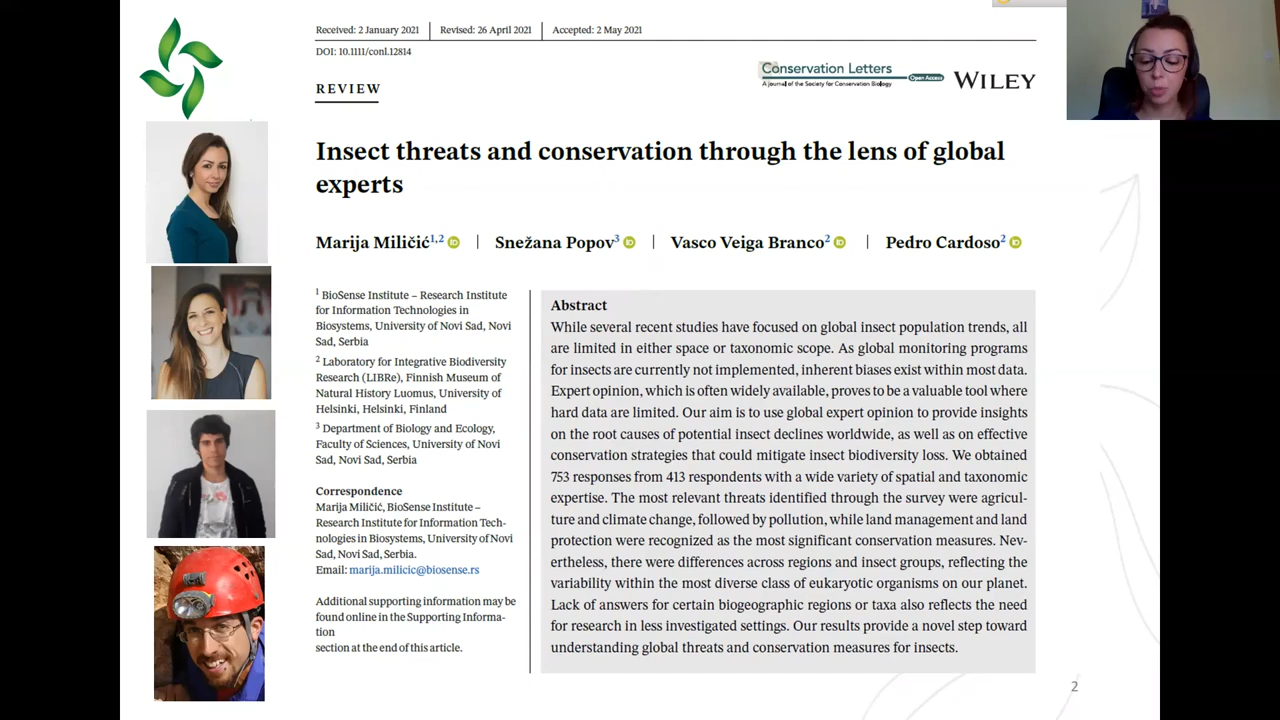 Received: 2 January 2021 | Revised: 26 April 2021 | Accepted: 2 May 2021
DOI: 10.1111/conl.12814
Conservation Letters
A journal of the Society for Conservation Biology
Open Access
WILEY
REVIEW
Insect threats and conservation through the lens of global
experts
Marija Miličić1,2 | Snežana Popov3 | Vasco Veiga Branco2 | Pedro Cardoso2
1 BioSense Institute – Research Institute
for Information Technologies in
Biosystems, University of Novi Sad, Novi
Sad, Serbia
2 Laboratory for Integrative Biodiversity
Research (LIBRe), Finnish Museum of
Natural History Luomus, University of
Helsinki, Helsinki, Finland
3 Department of Biology and Ecology,
Faculty of Sciences, University of Novi
Sad, Novi Sad, Serbia
Correspondence
Marija Miličić, BioSense Institute –
Research Institute for Information Tech-
nologies in Biosystems, University of Novi
Sad, Novi Sad, Serbia.
Email: marija.milicic@biosense.rs
Additional supporting information may be
found online in the Supporting Informa-
tion
section at the end of this article.
Abstract
While several recent studies have focused on global insect population trends, all
are limited in either space or taxonomic scope. As global monitoring programs
for insects are currently not implemented, inherent biases exist within most data.
Expert opinion, which is often widely available, proves to be a valuable tool where
hard data are limited. Our aim is to use global expert opinion to provide insights
on the root causes of potential insect declines worldwide, as well as on effective
conservation strategies that could mitigate insect biodiversity loss. We obtained
753 responses from 413 respondents with a wide variety of spatial and taxonomic
expertise. The most relevant threats identified through the survey were agricul-
ture and climate change, followed by pollution, while land management and land
protection were recognized as the most significant conservation measures. Nev-
ertheless, there were differences across regions and insect groups, reflecting the
variability within the most diverse class of eukaryotic organisms on our planet.
Lack of answers for certain biogeographic regions or taxa also reflects the need
for research in less investigated settings. Our results provide a novel step toward
understanding global threats and conservation measures for insects.
2